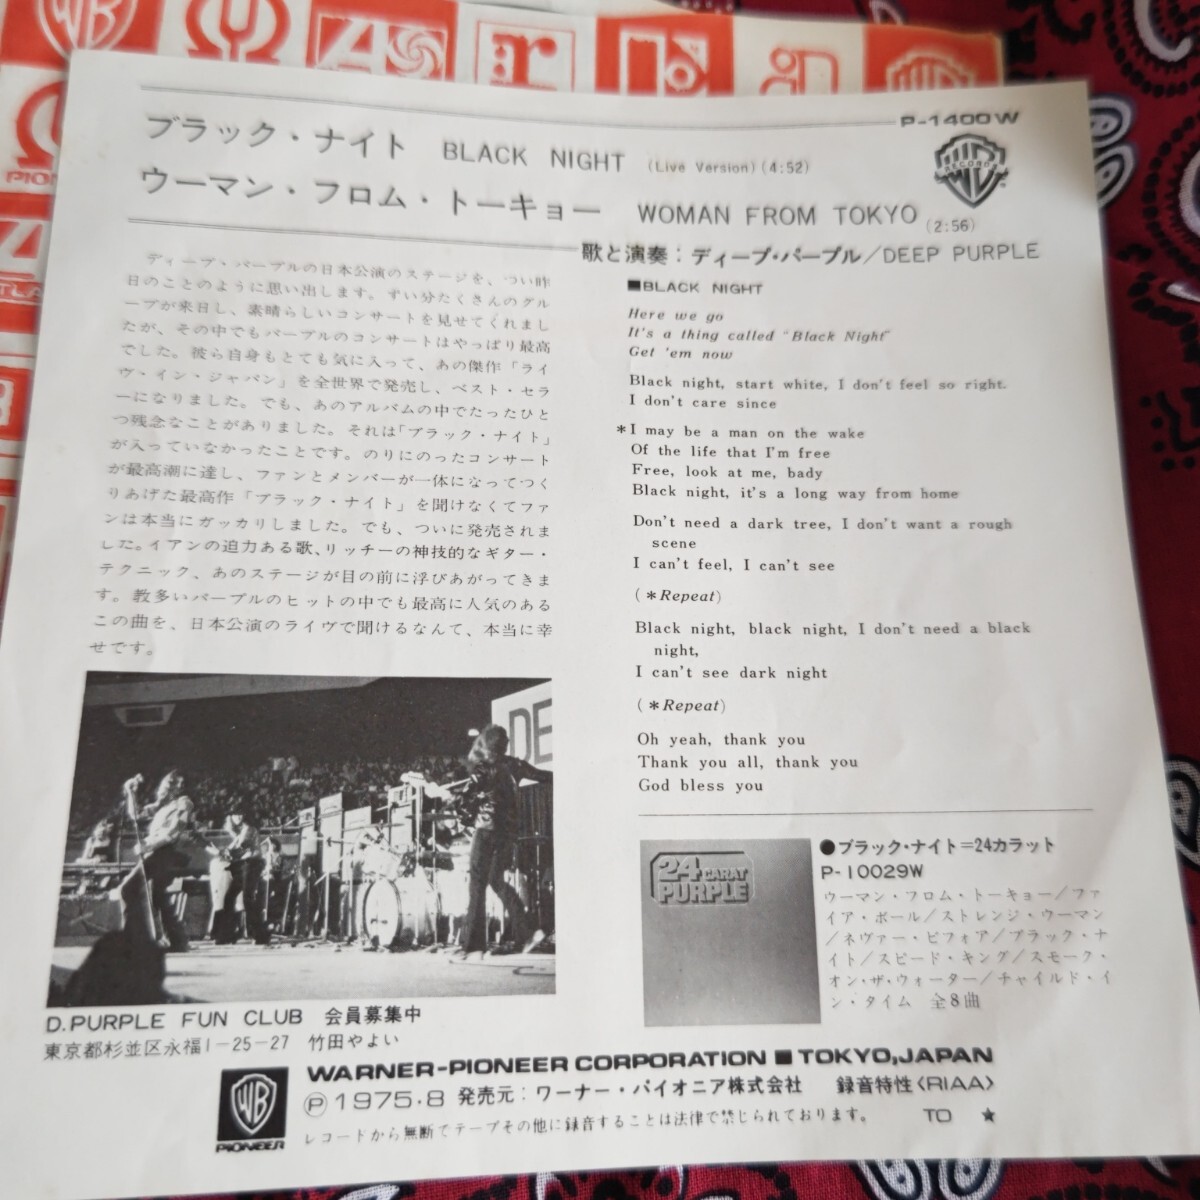 P-1400W
ブラック・ナイト BLACK NIGHT (Live Version) (4:52)
ウーマン・フロム・トーキョー WOMAN FROM TOKYO (2:56)
RECORDS
歌と演奏：ディープ・パープル／DEEP PURPLE
ディープ・パープルの日本公演のステージを、つい昨
日のことのように思い出します。ずい分たくさんのグル
ープが来日し、素晴らしいコンサートを見せてくれまし
たが、その中でもパープルのコンサートはやっぱり最高
でした。彼ら自身もとても気に入って、あの傑作「ライ
ヴ・イン・ジャパン」を全世界で発売し、ベスト・セラ
ーになりました。でも、あのアルバムの中でたったひと
つ残念なことがありました。それは「ブラック・ナイト」
が入っていなかったことです。のりにのったコンサート
が最高潮に達し、ファンとメンバーが一体になってつく
りあげた最高作「ブラック・ナイト」を聞けなくてファ
ンは本当にガッカリしました。でも、ついに発売されま
した。イアンの迫力ある歌、リッチーの神技的なギター・
テクニック、あのステージが目の前に浮びあがってきま
す。数多いパープルのヒットの中でも最高に人気のある
この曲を、日本公演のライヴで聞けるなんて、本当に幸
せです。
■BLACK NIGHT
Here we go
It's a thing called "Black Night"
Get 'em now
Black night, start white, I don't feel so right.
I don't care since
*I may be a man on the wake
Of the life that I'm free
Free, look at me, bady
Black night, it's a long way from home
Don't need a dark tree, I don't want a rough
scene
I can't feel, I can't see
(*Repeat)
Black night, black night, I don't need a black
night,
I can't see dark night
(*Repeat)
Oh yeah, thank you
Thank you all, thank you
God bless you
DE
24 CARAT
PURPLE
●ブラック・ナイト＝24カラット
P-10029W
ウーマン・フロム・トーキョー／ファ
イア・ボール／ストレンジ・ウーマン
／ネヴァー・ビフォア／ブラック・ナ
イト／スピード・キング／スモーク・
オン・ザ・ウォーター／チャイルド・イ
ン・タイム 全8曲
D.PURPLE FUN CLUB 会員募集中
東京都杉並区永福1-25-27 竹田やよい
WARNER-PIONEER CORPORATION ■ TOKYO,JAPAN
Ⓟ1975・8 発売元：ワーナー・パイオニア株式会社 録音特性〈RIAA〉
レコードから無断でテープその他に録音することは法律で禁じられております。 TO ★
WB
PIONEER